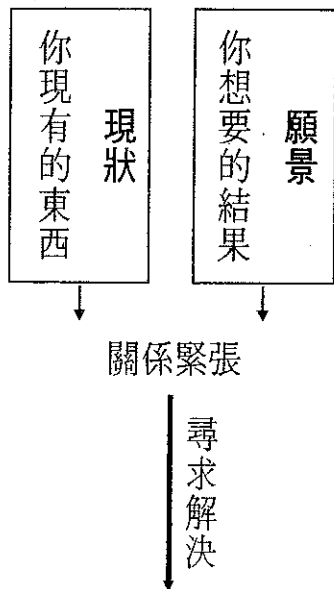 願景
你想要的結果
現狀
你現有的東西
關係緊張
尋求解決